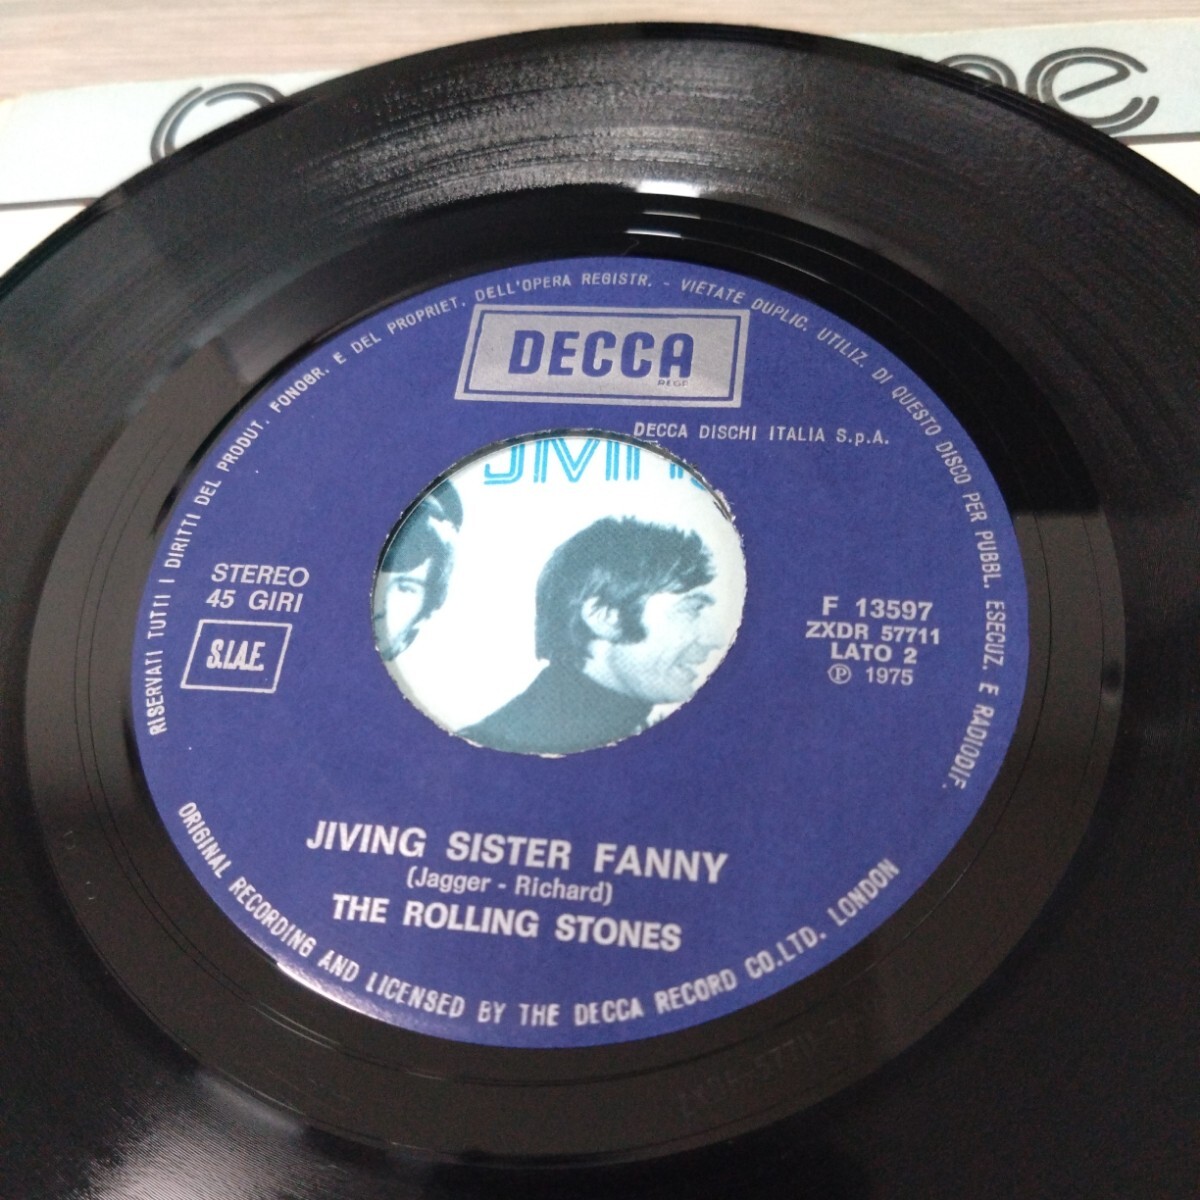 RISERVATI TUTTI I DIRITTI DEL PRODUT. FONOGR. E DEL PROPRIET. DELL'OPERA REGISTR. - VIETATE DUPLIC. UTILIZ. DI QUESTO DISCO PER PUBBL. ESECUZ. E RADIODIF.
DECCA
REGP
DECCA DISCHI ITALIA S.p.A.
STEREO
45 GIRI
S.I.A.E.
F 13597
ZXDR 57711
LATO 2
Ⓟ 1975
JIVING SISTER FANNY
(Jagger - Richard)
THE ROLLING STONES
ORIGINAL RECORDING AND LICENSED BY THE DECCA RECORD CO.LTD. LONDON